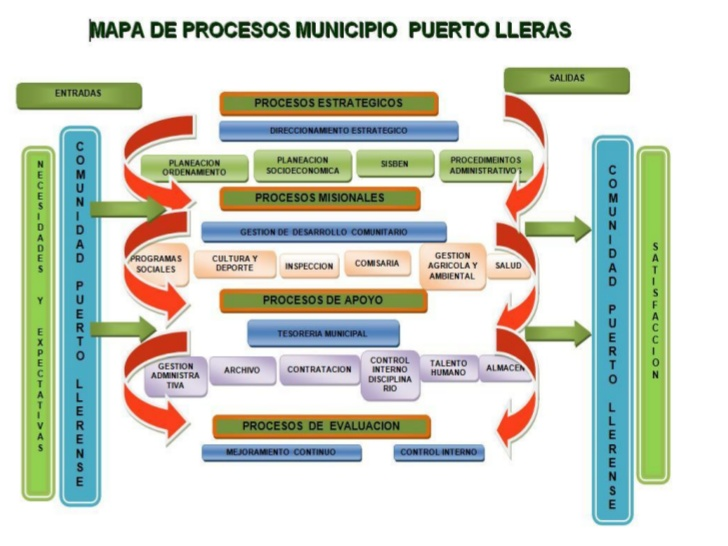 MAPA DE PROCESOS MUNICIPIO PUERTO LLERAS
ENTRADAS
SALIDAS
NECESIDADES Y EXPECTATIVAS
COMUNIDAD PUERTO LLERENSE
PROCESOS ESTRATEGICOS
DIRECCIONAMIENTO ESTRATEGICO
PLANEACION
ORDENAMIENTO
PLANEACION
SOCIOECONOMICA
SISBEN
PROCEDIMEINTOS
ADMINISTRATIVOS
PROCESOS MISIONALES
GESTION DE DESARROLLO COMUNITARIO
PROGRAMAS
SOCIALES
CULTURA Y
DEPORTE
INSPECCION
COMISARIA
GESTION
AGRICOLA Y
AMBIENTAL
SALUD
PROCESOS DE APOYO
TESORERIA MUNICIPAL
GESTION
ADMINISTRA
TIVA
ARCHIVO
CONTRATACION
CONTROL
INTERNO
DISCIPLINA
RIO
TALENTO
HUMANO
ALMACEN
PROCESOS DE EVALUACION
MEJORAMIENTO CONTINUO
CONTROL INTERNO
COMUNIDAD PUERTO LLERENSE
SATISFACCION